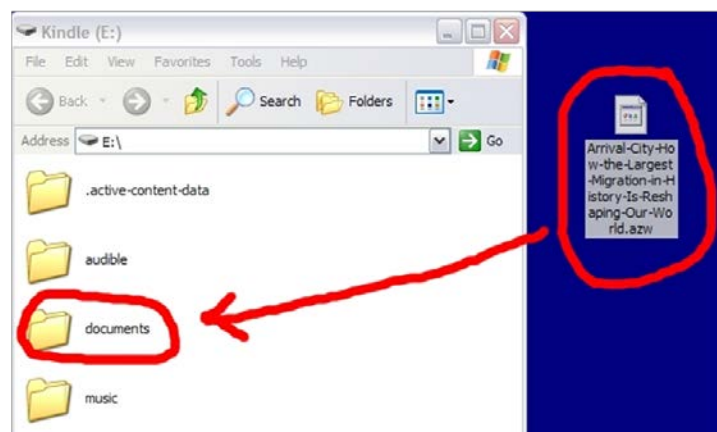 Kindle (E:)
File Edit View Favorites Tools Help
Back Search Folders
Address E:\ Go
.active-content-data
audible
documents
music
Arrival-City-Ho
w-the-Largest
-Migration-in-H
istory-Is-Resh
aping-Our-Wo
rld.azw